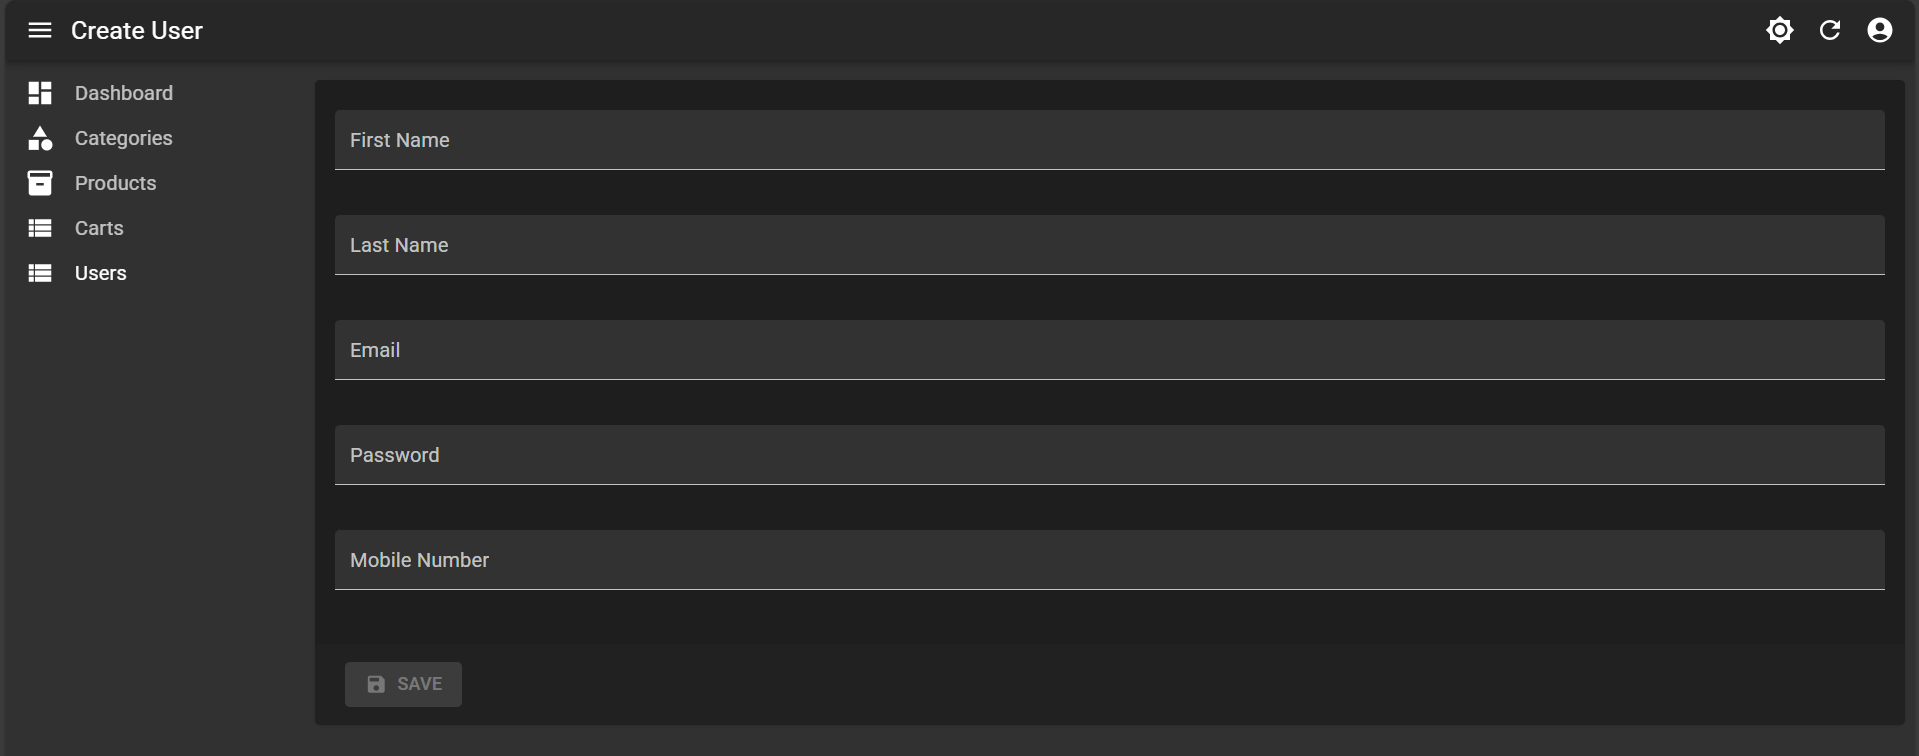 Create User
Dashboard
Categories
Products
Carts
Users
First Name
Last Name
Email
Password
Mobile Number
SAVE